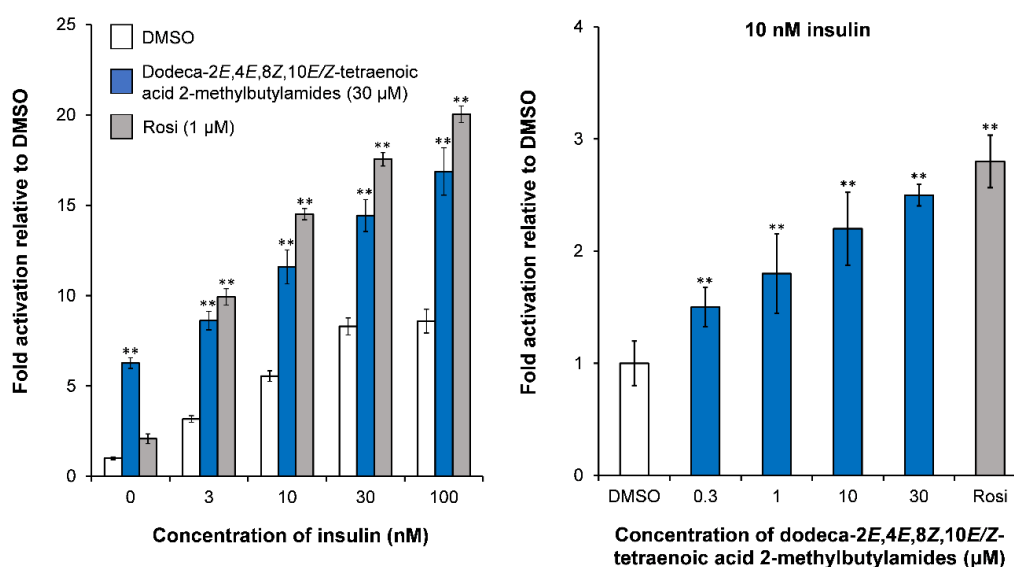 Fold activation relative to DMSO
25
20
15
10
5
0
DMSO
Dodeca-2E,4E,8Z,10E/Z-tetraenoic
acid 2-methylbutylamides (30 μM)
Rosi (1 μM)
**
** **
** **
** **
** **
0 3 10 30 100
Concentration of insulin (nM)
10 nM insulin
Fold activation relative to DMSO
4
3
2
1
0
** ** ** ** **
DMSO 0.3 1 10 30 Rosi
Concentration of dodeca-2E,4E,8Z,10E/Z-
tetraenoic acid 2-methylbutylamides (μM)